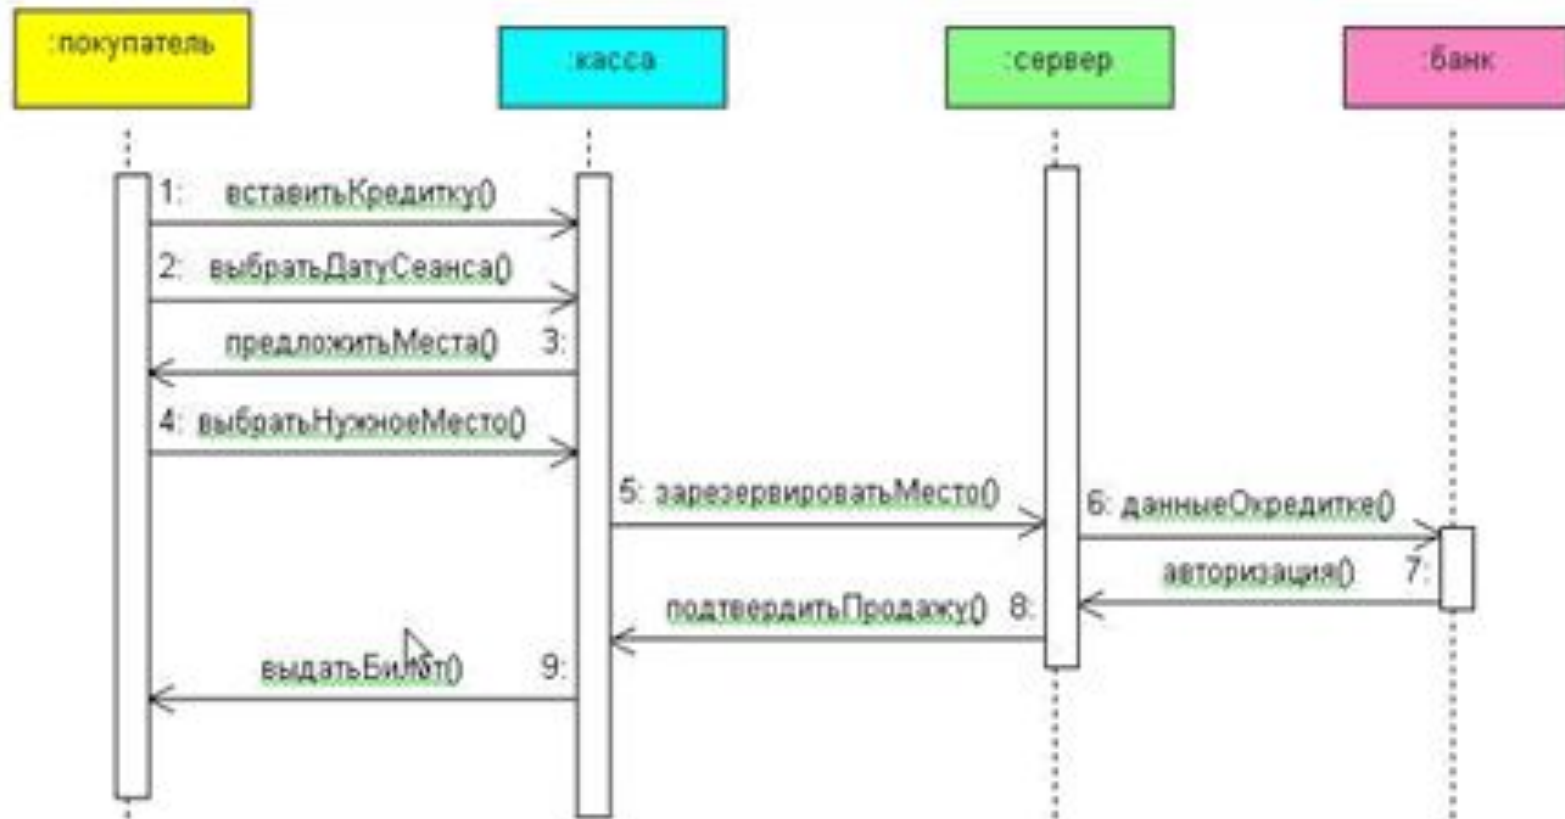 :покупатель
:касса
:сервер
:банк
1: вставитьКредитку()
2: выбратьДатуСеанса()
предложитьМеста() 3:
4: выбратьНужноеМесто()
5: зарезервироватьМесто()
6: данныеОкредитке()
авторизация() 7:
подтвердитьПродажу() 8:
выдатьБилет() 9: